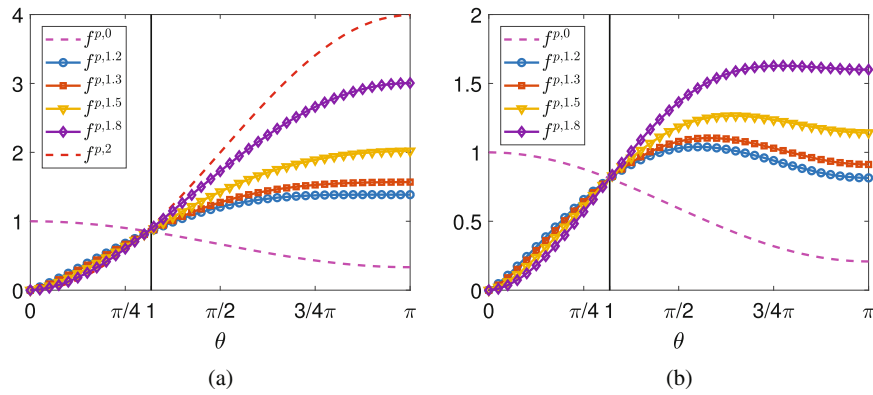 4
3
2
1
0
f^{p,0}
f^{p,1.2}
f^{p,1.3}
f^{p,1.5}
f^{p,1.8}
f^{p,2}
0 π/4 1 π/2 3/4π π
θ
(a)
2
1.5
1
0.5
0
f^{p,0}
f^{p,1.2}
f^{p,1.3}
f^{p,1.5}
f^{p,1.8}
0 π/4 1 π/2 3/4π π
θ
(b)